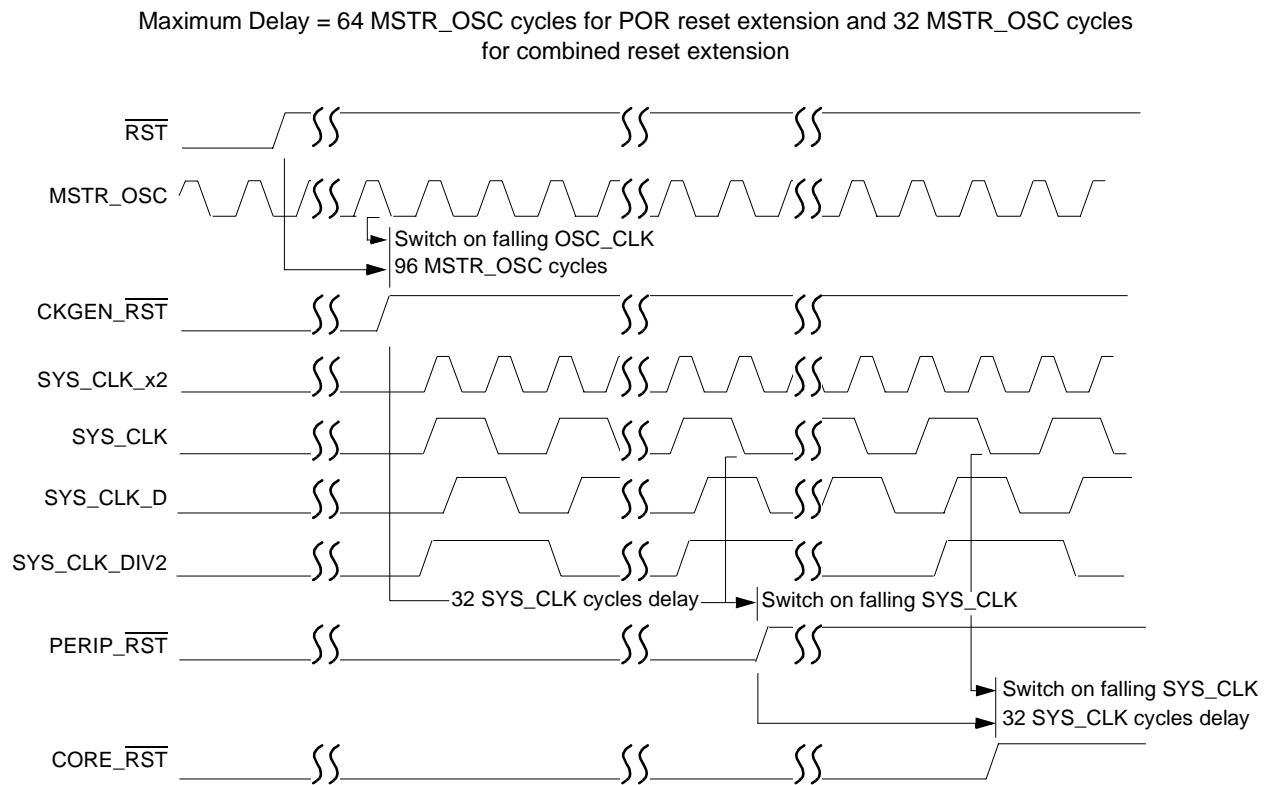 Maximum Delay = 64 MSTR_OSC cycles for POR reset extension and 32 MSTR_OSC cycles
for combined reset extension
RST
MSTR_OSC
Switch on falling OSC_CLK
96 MSTR_OSC cycles
CKGEN_RST
SYS_CLK_x2
SYS_CLK
SYS_CLK_D
SYS_CLK_DIV2
32 SYS_CLK cycles delay
Switch on falling SYS_CLK
PERIP_RST
Switch on falling SYS_CLK
32 SYS_CLK cycles delay
CORE_RST